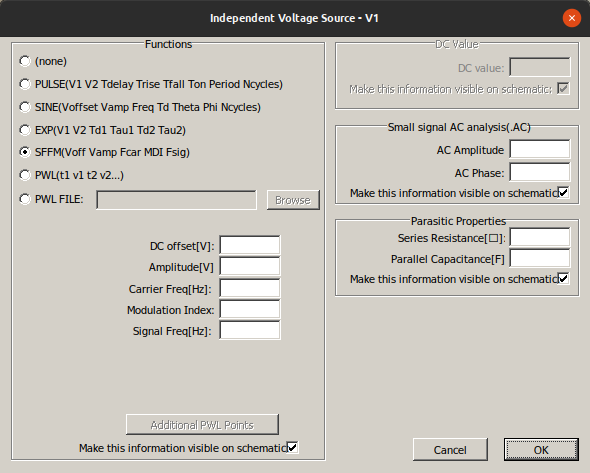 Independent Voltage Source - V1
Functions
(none)
PULSE(V1 V2 Tdelay Trise Tfall Ton Period Ncycles)
SINE(Voffset Vamp Freq Td Theta Phi Ncycles)
EXP(V1 V2 Td1 Tau1 Td2 Tau2)
SFFM(Voff Vamp Fcar MDI Fsig)
PWL(t1 v1 t2 v2...)
PWL FILE:
Browse
DC offset[V]:
Amplitude[V]
Carrier Freq[Hz]:
Modulation Index:
Signal Freq[Hz]:
Additional PWL Points
Make this information visible on schematic:
DC Value
DC value:
Make this information visible on schematic:
Small signal AC analysis(.AC)
AC Amplitude
AC Phase:
Make this information visible on schematic:
Parasitic Properties
Series Resistance[□]:
Parallel Capacitance[F]
Make this information visible on schematic:
Cancel
OK